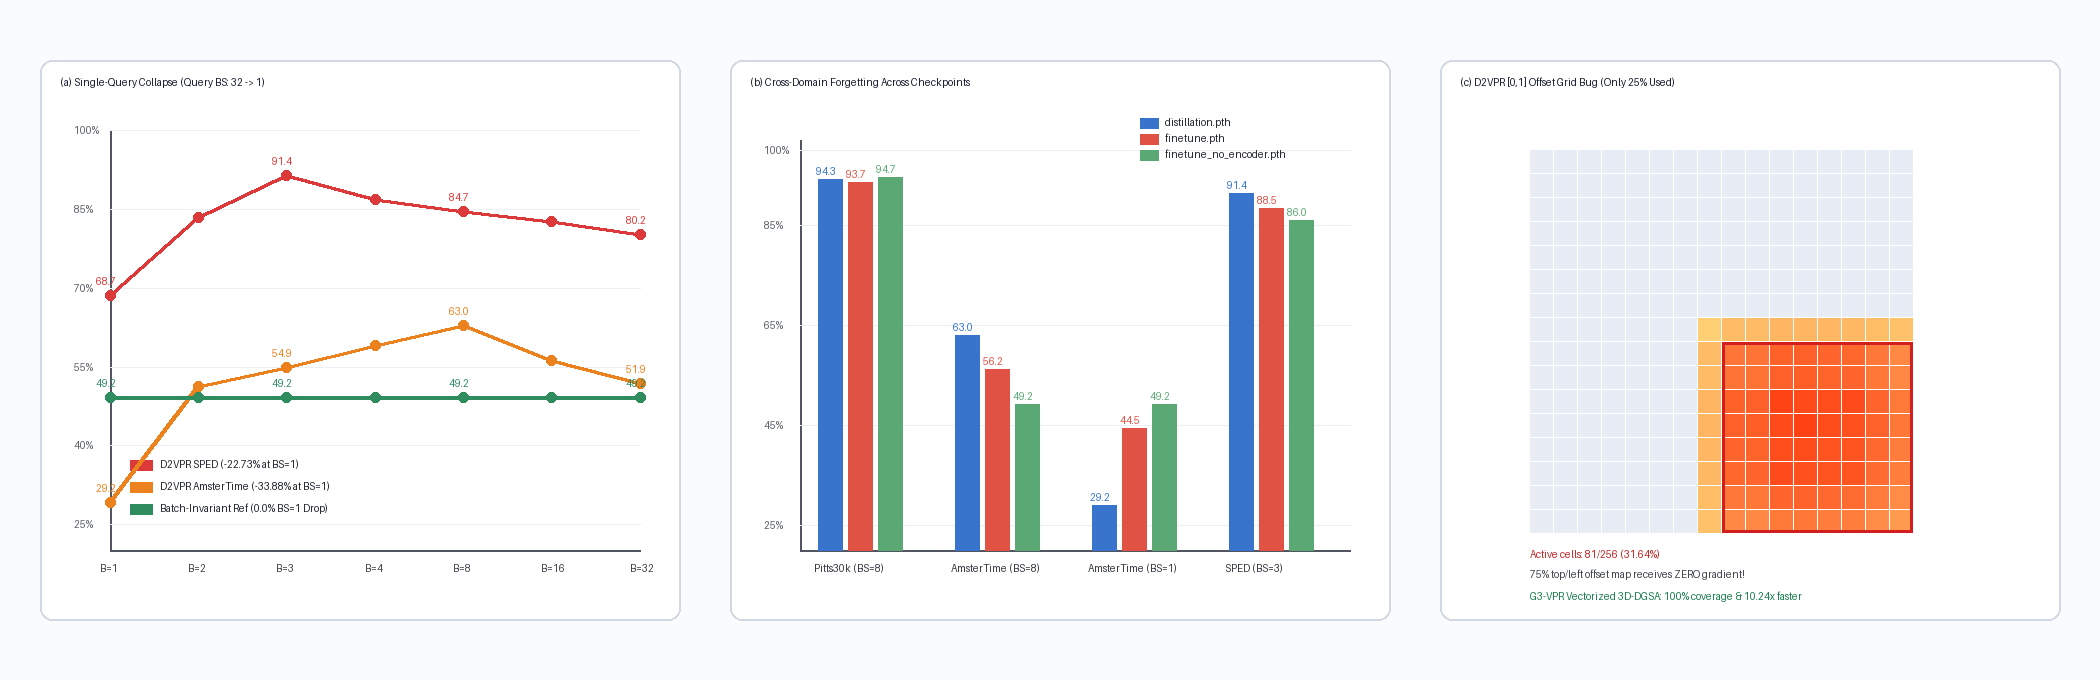 (a) Single-Query Collapse (Query BS: 32 -> 1)
100%
85%
70%
55%
40%
25%
91.4
84.7
80.2
68.7
63.0
54.9
51.9
49.2
49.2
49.2
49.2
29.2
D2VPR SPED (-22.73% at BS=1)
D2VPR AmsterTime (-33.88% at BS=1)
Batch-Invariant Ref (0.0% BS=1 Drop)
B=1
B=2
B=3
B=4
B=8
B=16
B=32
(b) Cross-Domain Forgetting Across Checkpoints
distillation.pth
finetune.pth
finetune_no_encoder.pth
100%
85%
65%
45%
25%
94.3
93.7
94.7
63.0
56.2
49.2
29.2
44.5
49.2
91.4
88.5
86.0
Pitts30k (BS=8)
AmsterTime (BS=8)
AmsterTime (BS=1)
SPED (BS=3)
(c) D2VPR [0,1] Offset Grid Bug (Only 25% Used)
Active cells: 81/256 (31.64%)
75% top/left offset map receives ZERO gradient!
G3-VPR Vectorized 3D-DGSA: 100% coverage & 10.24x faster